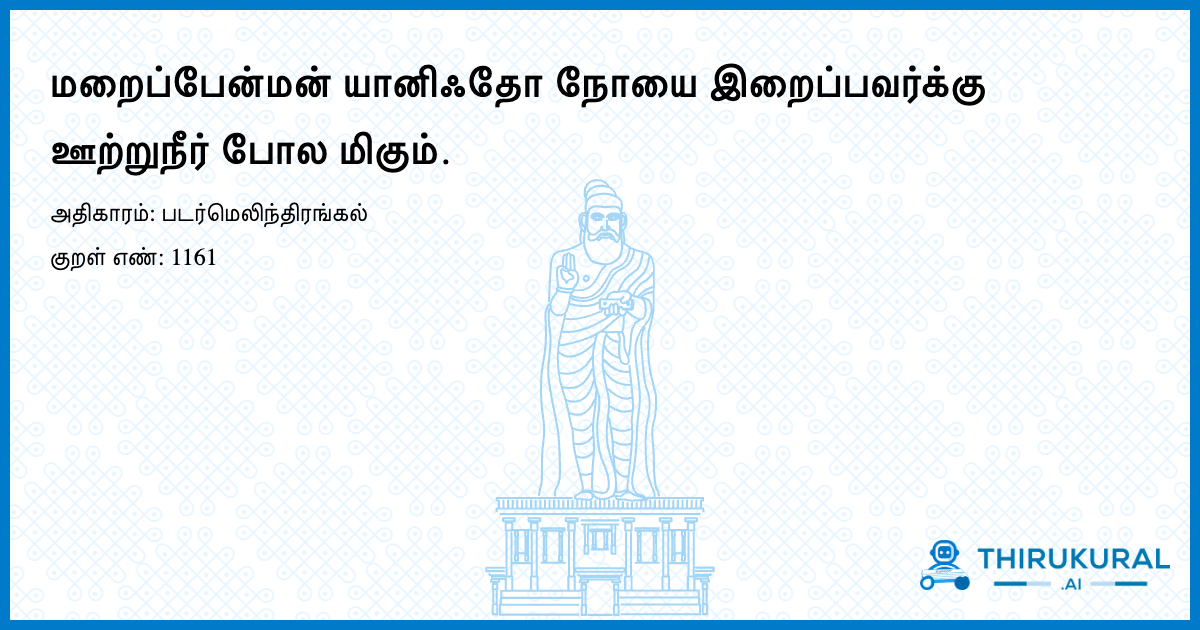 மறைப்பேன்மன் யானிஃதோ நோயை இறைப்பவர்க்கு
ஊற்றுநீர் போல மிகும்.
அதிகாரம்: படர்மெலிந்திரங்கல்
குறள் எண்: 1161
THIRUKURAL
.AI